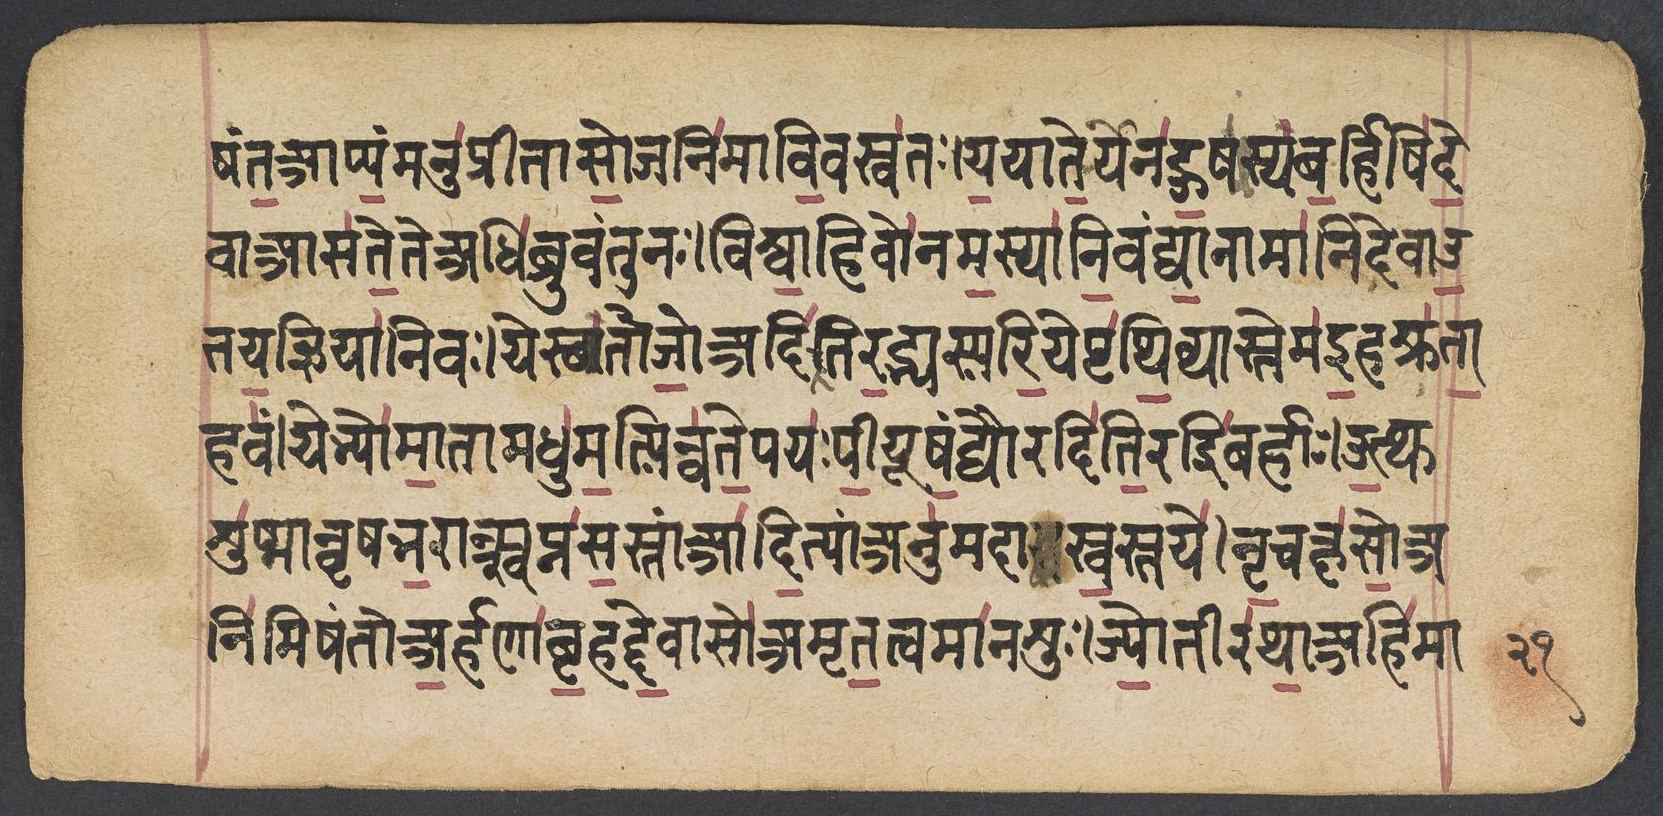 षंतआप्यंमनुप्रीतासोजनिमाविवस्वतः।ययातेर्येनहुषस्यबर्हिषिदे
वाआसतेतेअधिब्रुवंतुनः।विश्वाहिवोनमस्यानिवंद्यानामानिदेवाउ
तयज्ञियानिवः।येस्थजाताअदितेरद्भ्यस्परियेपृथिव्यास्तेमइहश्रुता
हवं।येभ्योमातामधुमत्पिन्वतेपयःपीयूषंद्यौरदितिरद्रिबर्हाः।उक्थ
शुष्मान्वृषभरान्स्वप्नसस्ताँआदित्याँअनुमदास्वस्तये।नृचक्षसोअ
निमिषंतोअर्हणाबृहद्देवासोअमृतत्वमानशुः।ज्योतीरथाअहिमा
२९